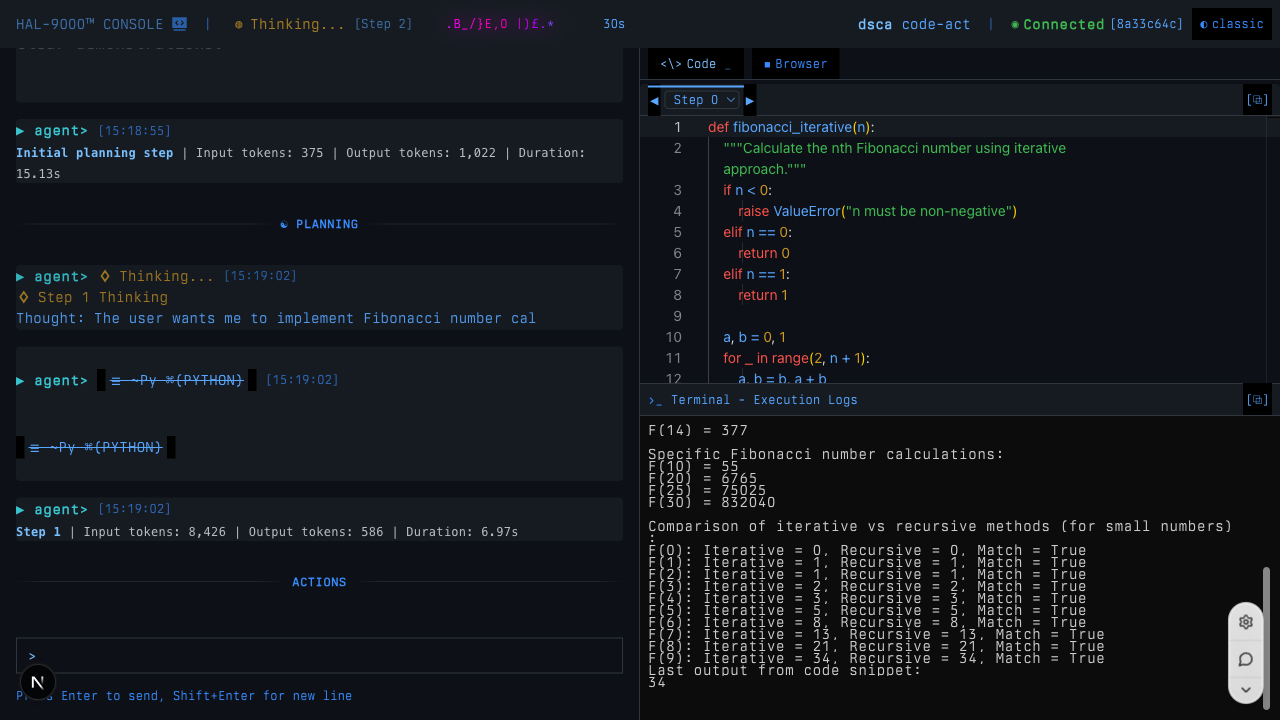 HAL-9000™ CONSOLE | Thinking... [Step 2] .B_/}E,O |)£.* 30s
dsca code-act | Connected [8a33c64c] classic
▶ agent> [15:18:55]
Initial planning step | Input tokens: 375 | Output tokens: 1,022 | Duration:
15.13s
☯ PLANNING
▶ agent> ◊ Thinking... [15:19:02]
◊ Step 1 Thinking
Thought: The user wants me to implement Fibonacci number cal
▶ agent> ≡ ~Py ⌘(PYTHON) [15:19:02]
≡ ~Py ⌘(PYTHON)
▶ agent> [15:19:02]
Step 1 | Input tokens: 8,426 | Output tokens: 586 | Duration: 6.97s
ACTIONS
>
N
Enter to send, Shift+Enter for new line
<\> Code _
■ Browser
◀ Step 0 ▶
1 def fibonacci_iterative(n):
2 """Calculate the nth Fibonacci number using iterative
approach."""
3 if n < 0:
4 raise ValueError("n must be non-negative")
5 elif n == 0:
6 return 0
7 elif n == 1:
8 return 1
9
10 a, b = 0, 1
11 for _ in range(2, n + 1):
12 a, b = b, a + b
›_ Terminal - Execution Logs
F(14) = 377
Specific Fibonacci number calculations:
F(10) = 55
F(20) = 6765
F(25) = 75025
F(30) = 832040
Comparison of iterative vs recursive methods (for small numbers)
:
F(0): Iterative = 0, Recursive = 0, Match = True
F(1): Iterative = 1, Recursive = 1, Match = True
F(2): Iterative = 1, Recursive = 1, Match = True
F(3): Iterative = 2, Recursive = 2, Match = True
F(4): Iterative = 3, Recursive = 3, Match = True
F(5): Iterative = 5, Recursive = 5, Match = True
F(6): Iterative = 8, Recursive = 8, Match = True
F(7): Iterative = 13, Recursive = 13, Match = True
F(8): Iterative = 21, Recursive = 21, Match = True
F(9): Iterative = 34, Recursive = 34, Match = True
Last output from code snippet:
34